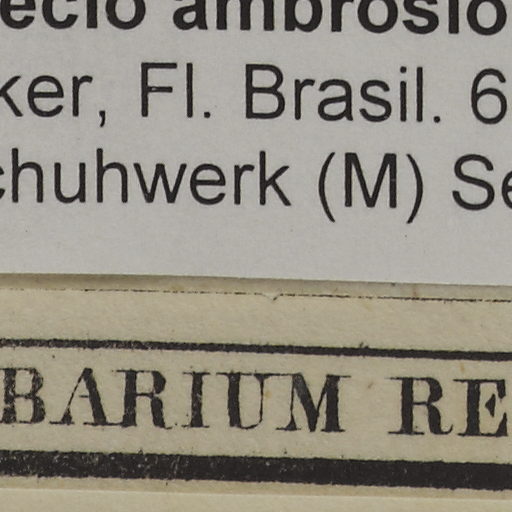 ecio ambrosio
ker, Fl. Brasil. 6
chuhwerk (M) Se
BARIUM RE